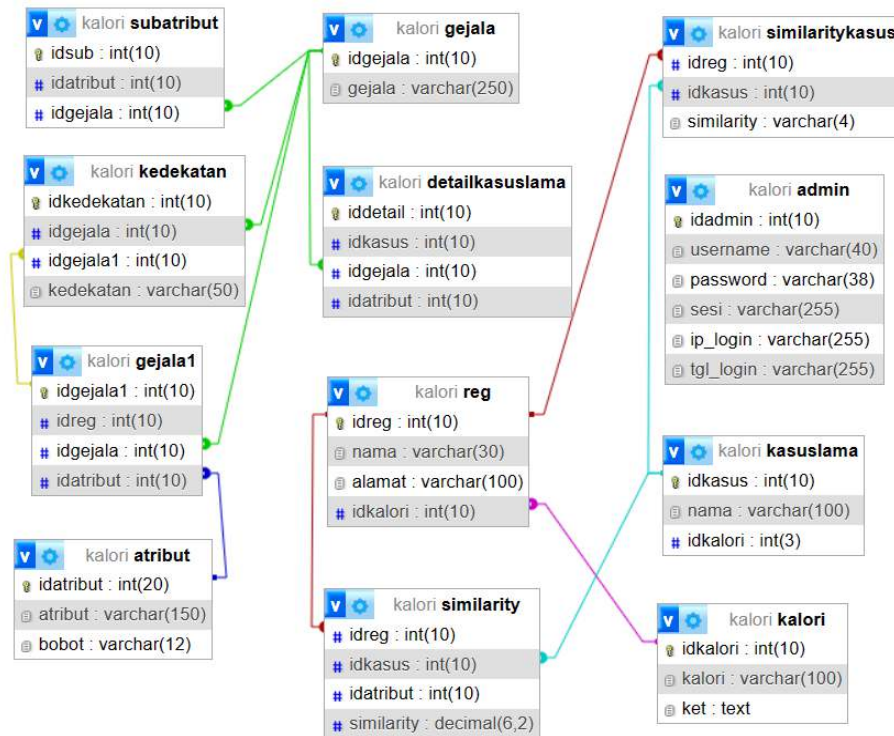 kalori subatribut
idsub : int(10)
idatribut : int(10)
idgejala : int(10)
kalori gejala
idgejala : int(10)
gejala : varchar(250)
kalori similaritykasus
idreg : int(10)
idkasus : int(10)
similarity : varchar(4)
kalori kedekatan
idkedekatan : int(10)
idgejala : int(10)
idgejala1 : int(10)
kedekatan : varchar(50)
kalori detailkasuslama
iddetail : int(10)
idkasus : int(10)
idgejala : int(10)
idatribut : int(10)
kalori admin
idadmin : int(10)
username : varchar(40)
password : varchar(38)
sesi : varchar(255)
ip_login : varchar(255)
tgl_login : varchar(255)
kalori gejala1
idgejala1 : int(10)
idreg : int(10)
idgejala : int(10)
idatribut : int(10)
kalori reg
idreg : int(10)
nama : varchar(30)
alamat : varchar(100)
idkalori : int(10)
kalori kasuslama
idkasus : int(10)
nama : varchar(100)
idkalori : int(3)
kalori atribut
idatribut : int(20)
atribut : varchar(150)
bobot : varchar(12)
kalori similarity
idreg : int(10)
idkasus : int(10)
idatribut : int(10)
similarity : decimal(6,2)
kalori kalori
idkalori : int(10)
kalori : varchar(100)
ket : text